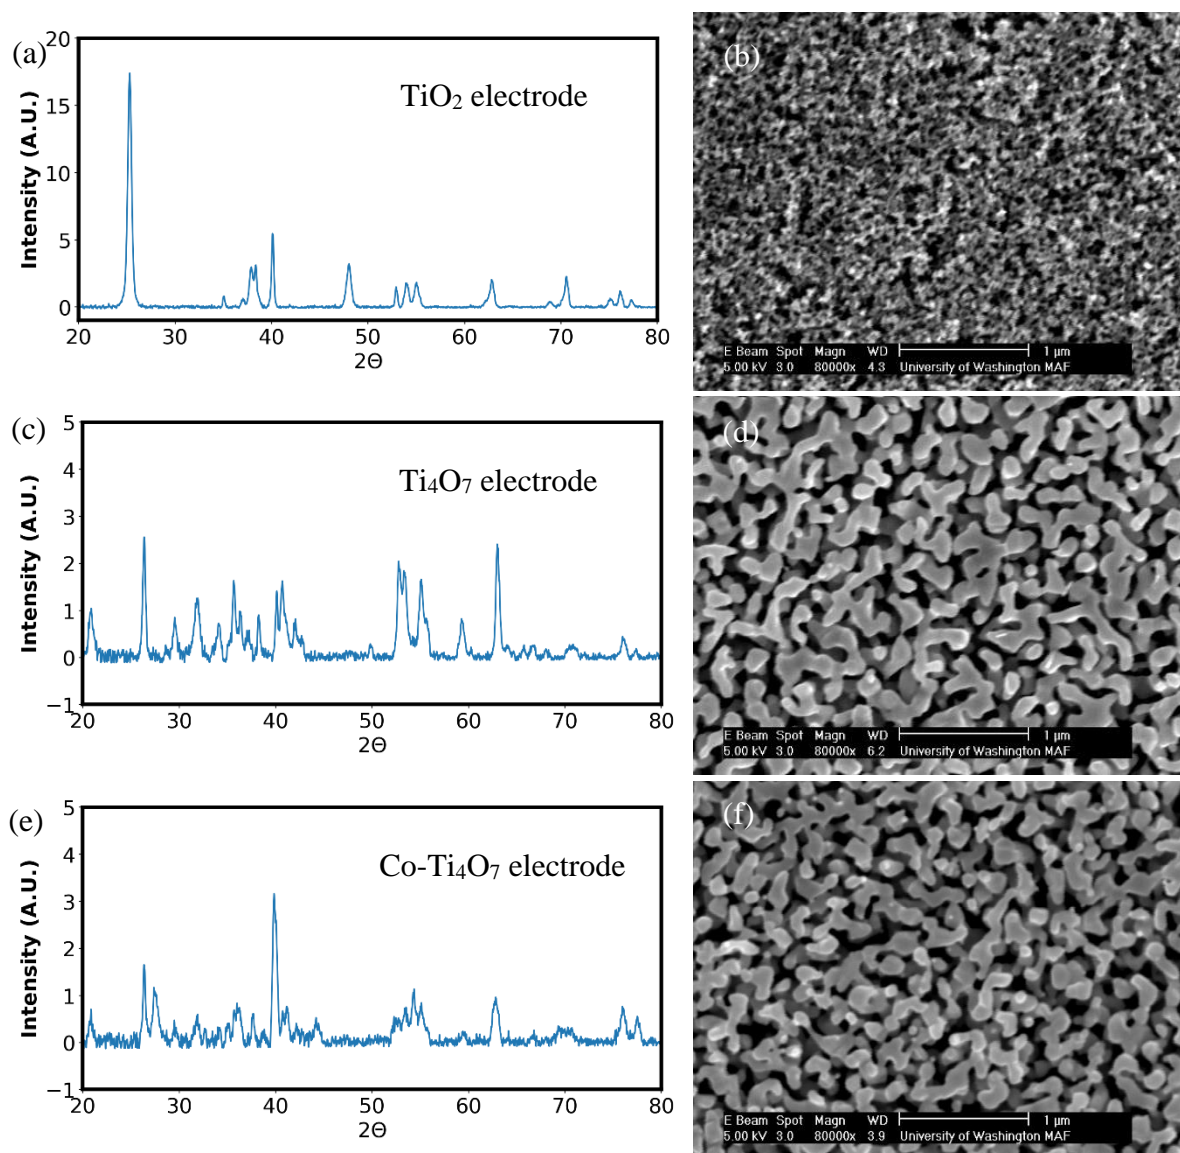 (a)
20
15
10
5
0
Intensity (A.U.)
TiO2 electrode
20 30 40 50 60 70 80
2Θ
(b)
E Beam Spot Magn WD 1 µm
5.00 kV 3.0 80000x 4.3 University of Washington MAF
(c)
5
4
3
2
1
0
−1
Intensity (A.U.)
Ti4O7 electrode
20 30 40 50 60 70 80
2Θ
(d)
E Beam Spot Magn WD 1 µm
5.00 kV 3.0 80000x 6.2 University of Washington MAF
(e)
5
4
3
2
1
0
−1
Intensity (A.U.)
Co-Ti4O7 electrode
20 30 40 50 60 70 80
2Θ
(f)
E Beam Spot Magn WD 1 µm
5.00 kV 3.0 80000x 3.9 University of Washington MAF